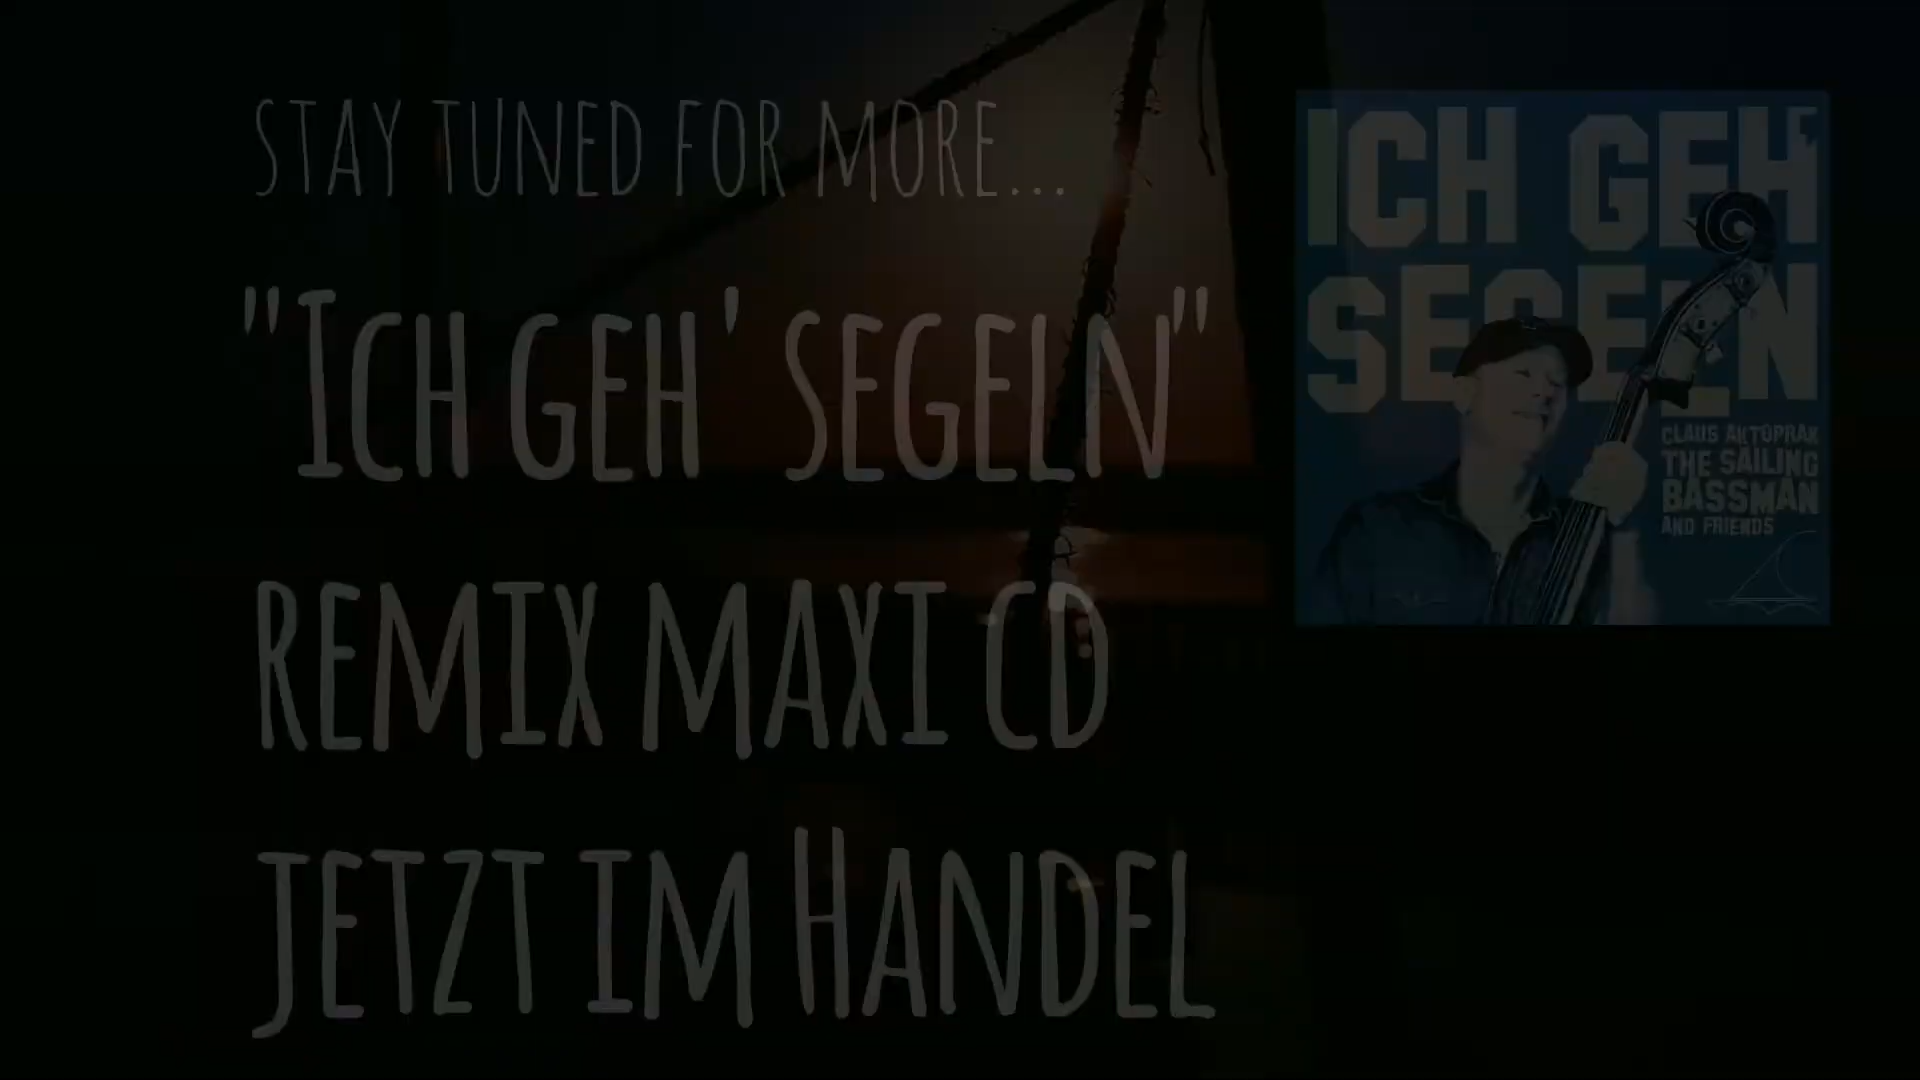 STAY TUNED FOR MORE...
"ICH GEH' SEGELN"
REMIX MAXI CD
JETZT IM HANDEL
ICH GEH'
SEGELN
CLAUS AKTOPRAK
THE SAILING
BASSMAN
AND FRIENDS